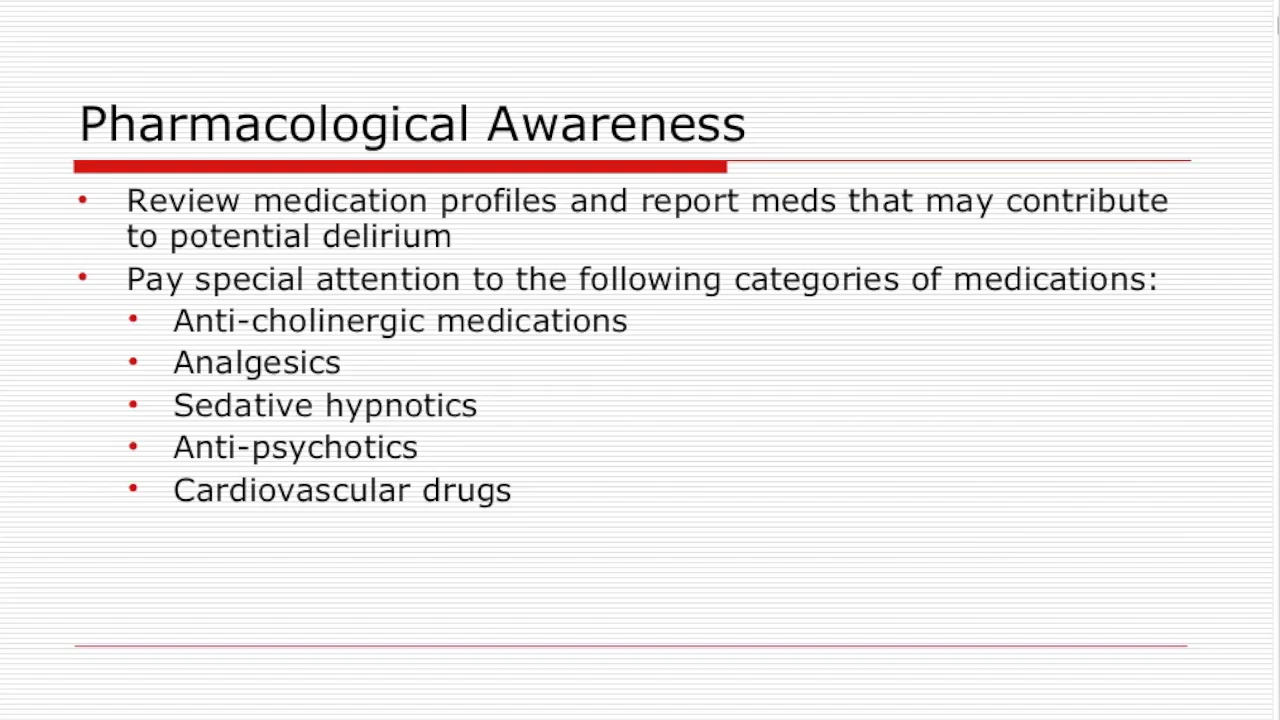 Pharmacological Awareness
• Review medication profiles and report meds that may contribute
to potential delirium
• Pay special attention to the following categories of medications:
• Anti-cholinergic medications
• Analgesics
• Sedative hypnotics
• Anti-psychotics
• Cardiovascular drugs